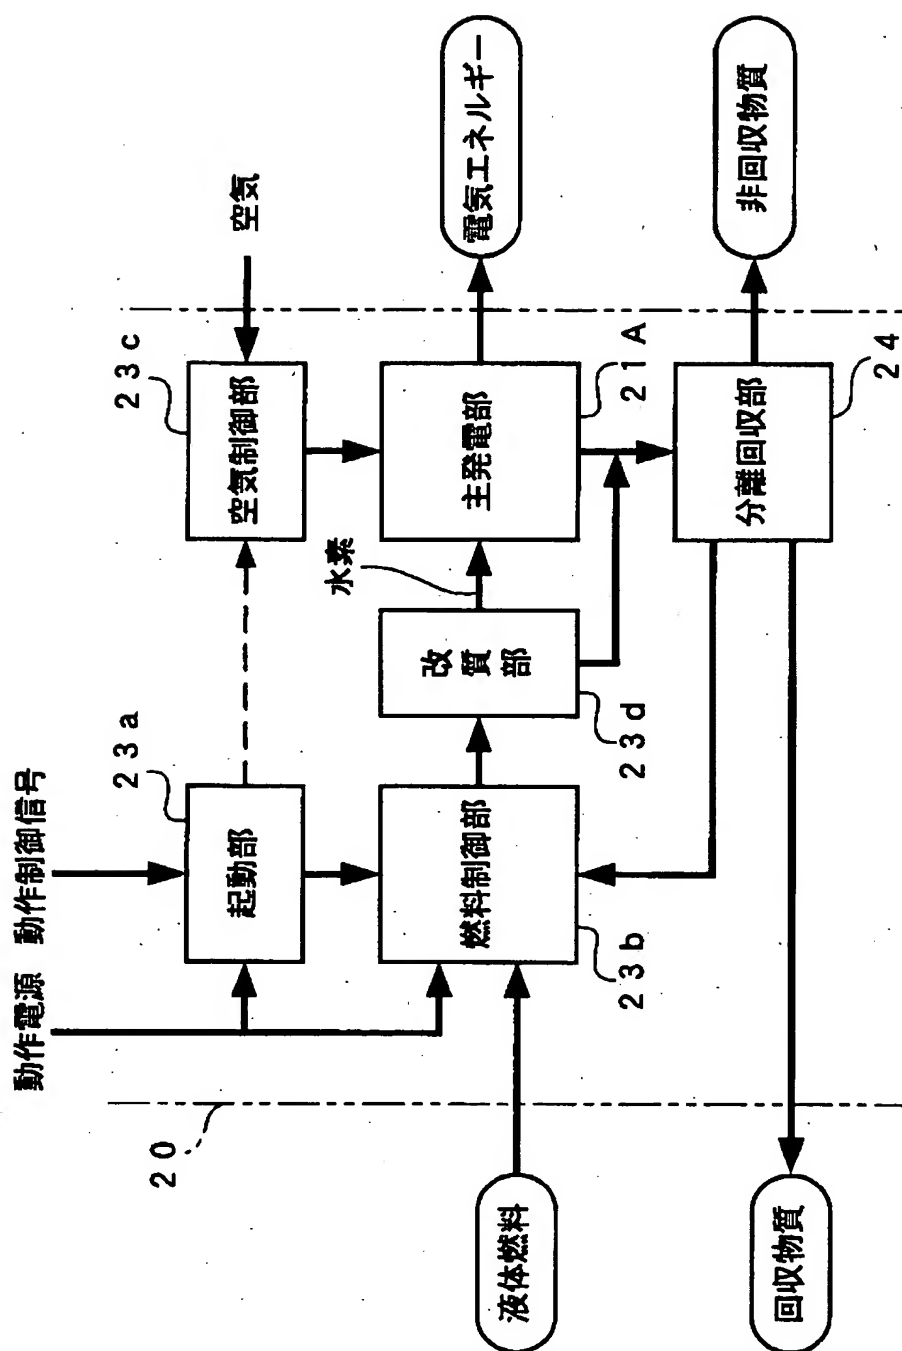 動作電源
動作制御信号
23a
起動部
23c
空気制御部
空気
20
液体燃料
燃料制御部
23b
改質部
23d
水素
主発電部
21A
電気エネルギー
分離回収部
24
非回収物質
回収物質